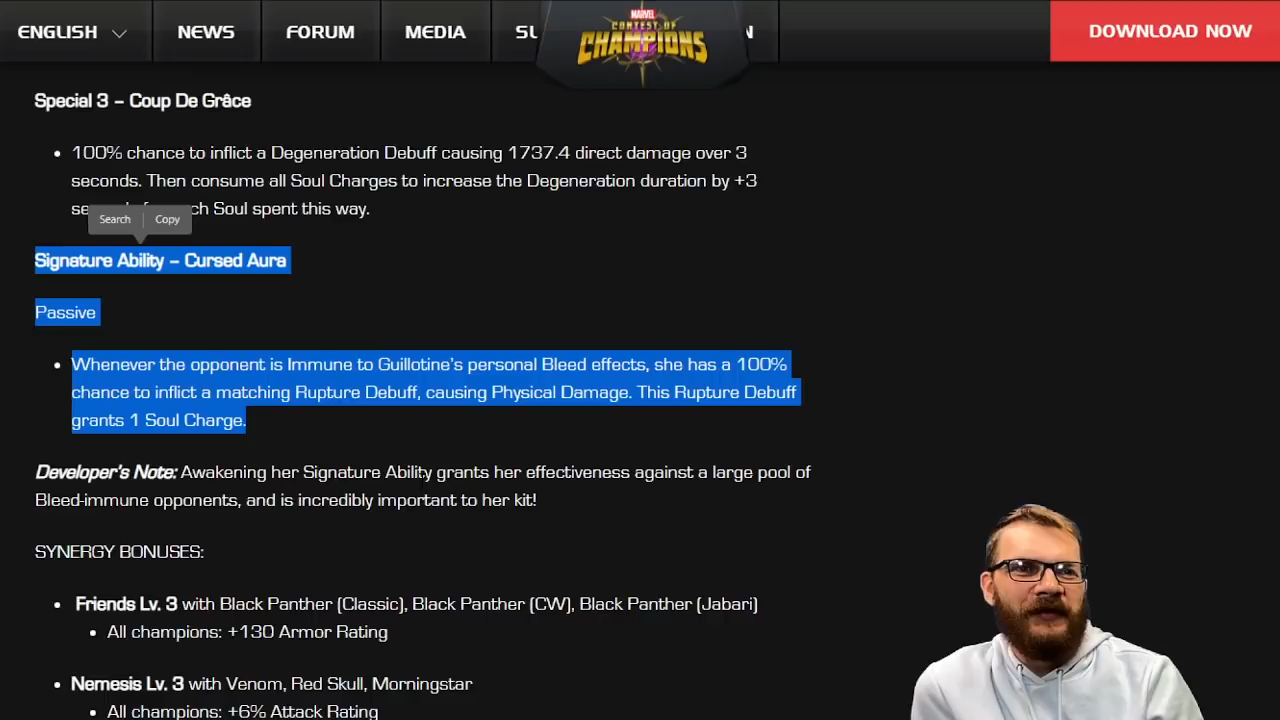 ENGLISH NEWS FORUM MEDIA
MARVEL
CONTEST OF
CHAMPIONS
DOWNLOAD NOW
Special 3 – Coup De Grâce
• 100% chance to inflict a Degeneration Debuff causing 1737.4 direct damage over 3
seconds. Then consume all Soul Charges to increase the Degeneration duration by +3
Soul spent this way.
Search Copy
Signature Ability – Cursed Aura
Passive
• Whenever the opponent is Immune to Guillotine's personal Bleed effects, she has a 100%
chance to inflict a matching Rupture Debuff, causing Physical Damage. This Rupture Debuff
grants 1 Soul Charge.
Developer's Note: Awakening her Signature Ability grants her effectiveness against a large pool of
Bleed-immune opponents, and is incredibly important to her kit!
SYNERGY BONUSES:
• Friends Lv. 3 with Black Panther (Classic), Black Panther (CW), Black Panther (Jabari)
• All champions: +130 Armor Rating
• Nemesis Lv. 3 with Venom, Red Skull, Morningstar
• All champions: +6% Attack Rating